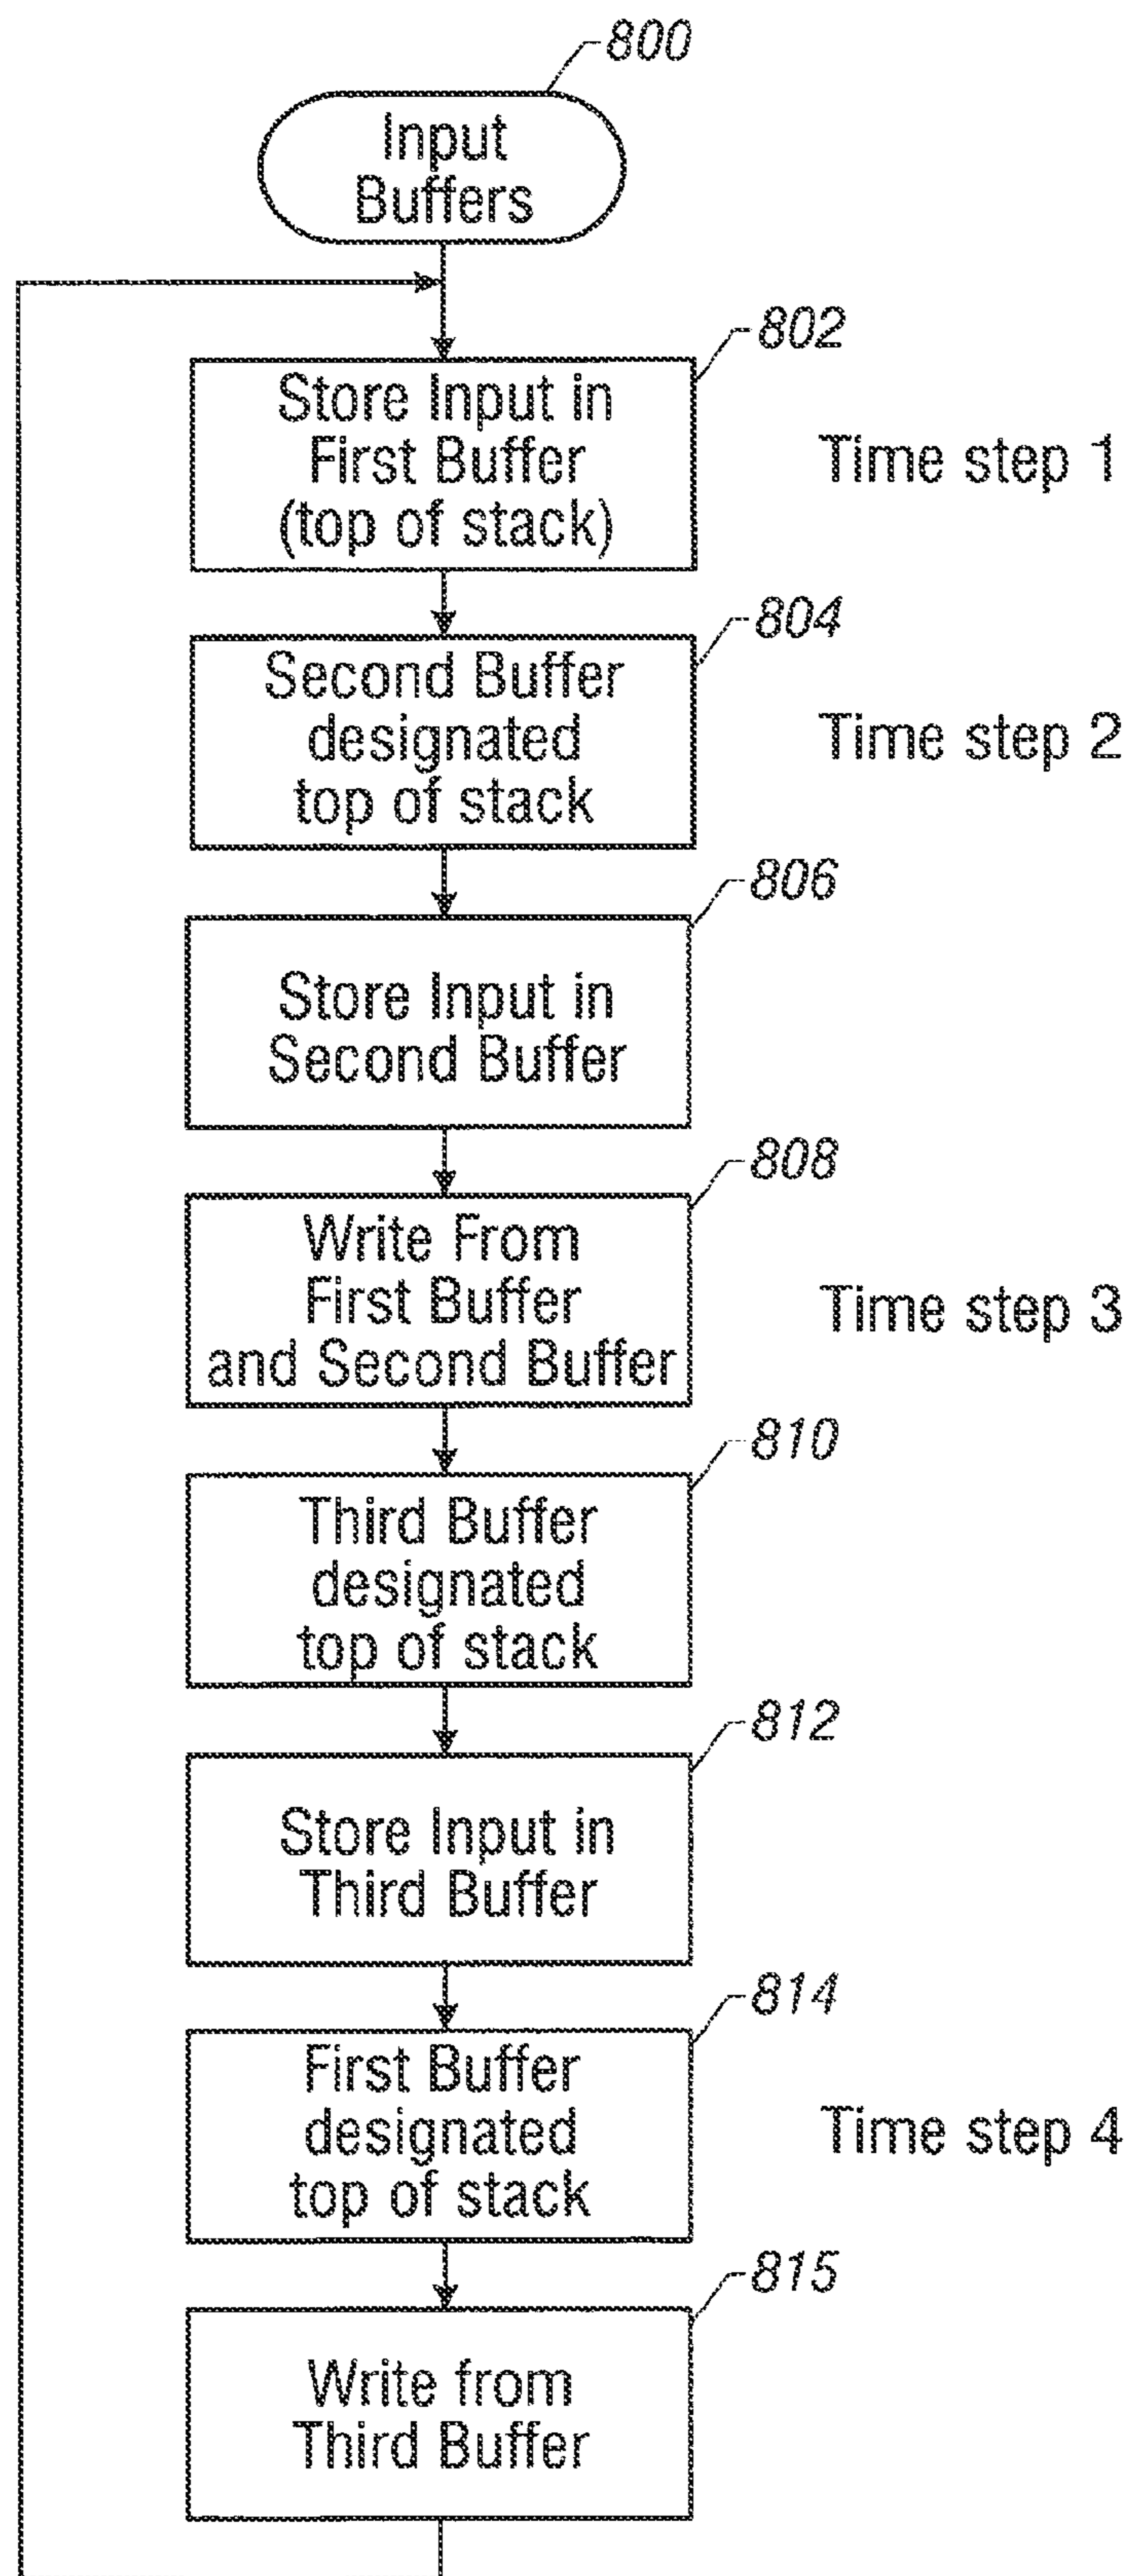 800
Input
Buffers
802
Store Input in
First Buffer
(top of stack)
Time step 1
804
Second Buffer
designated
top of stack
Time step 2
806
Store Input in
Second Buffer
808
Write From
First Buffer
and Second Buffer
Time step 3
810
Third Buffer
designated
top of stack
812
Store Input in
Third Buffer
814
First Buffer
designated
top of stack
Time step 4
815
Write from
Third Buffer